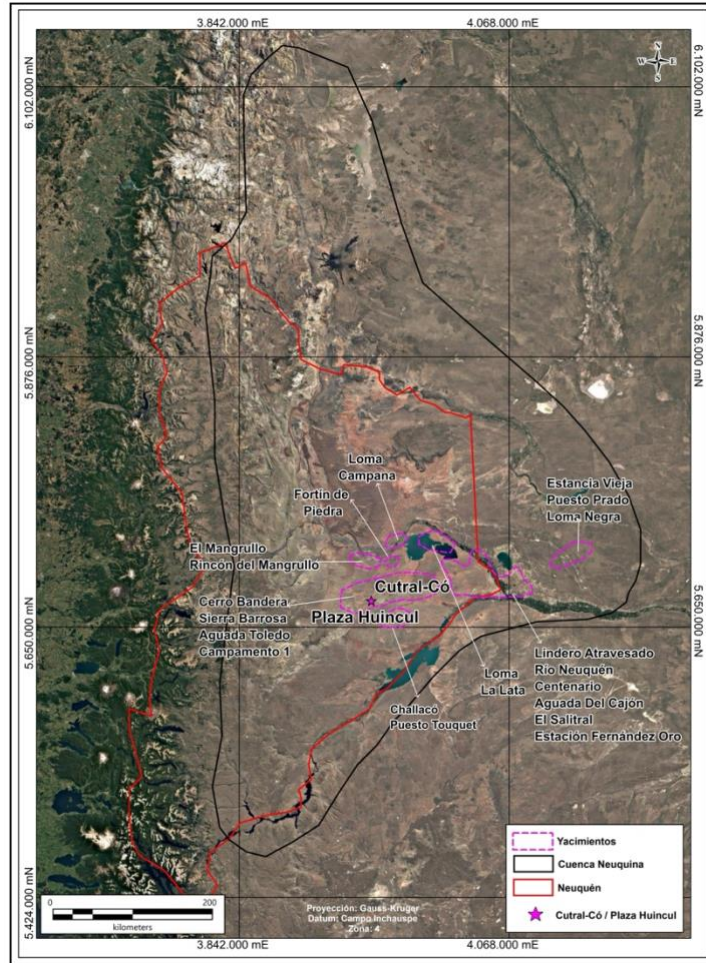 3.842.000 mE
4.068.000 mE
6.102.000 mN
6.102.000 mN
N
W E
S
5.876.000 mN
5.876.000 mN
Loma
Campana
Fortín de
Piedra
Estancia Vieja
Puesto Prado
Loma Negra
El Mangrullo
Rincón del Mangrullo
Cutral-Có
Cerro Bandera
Sierra Barrosa
Aguada Toledo
Campamento 1
Plaza Huincul
5.650.000 mN
5.650.000 mN
Challacó
Puesto Touquet
Loma
La Lata
Lindero Atravesado
Río Neuquén
Centenario
Aguada Del Cajón
El Salitral
Estación Fernández Oro
Yacimientos
Cuenca Neuquina
Neuquén
Cutral-Có / Plaza Huincul
0 200
kilometers
Proyección: Gauss-Kruger
Datum: Campo Inchauspe
Zona: 4
5.424.000 mN
5.424.000 mN
3.842.000 mE
4.068.000 mE